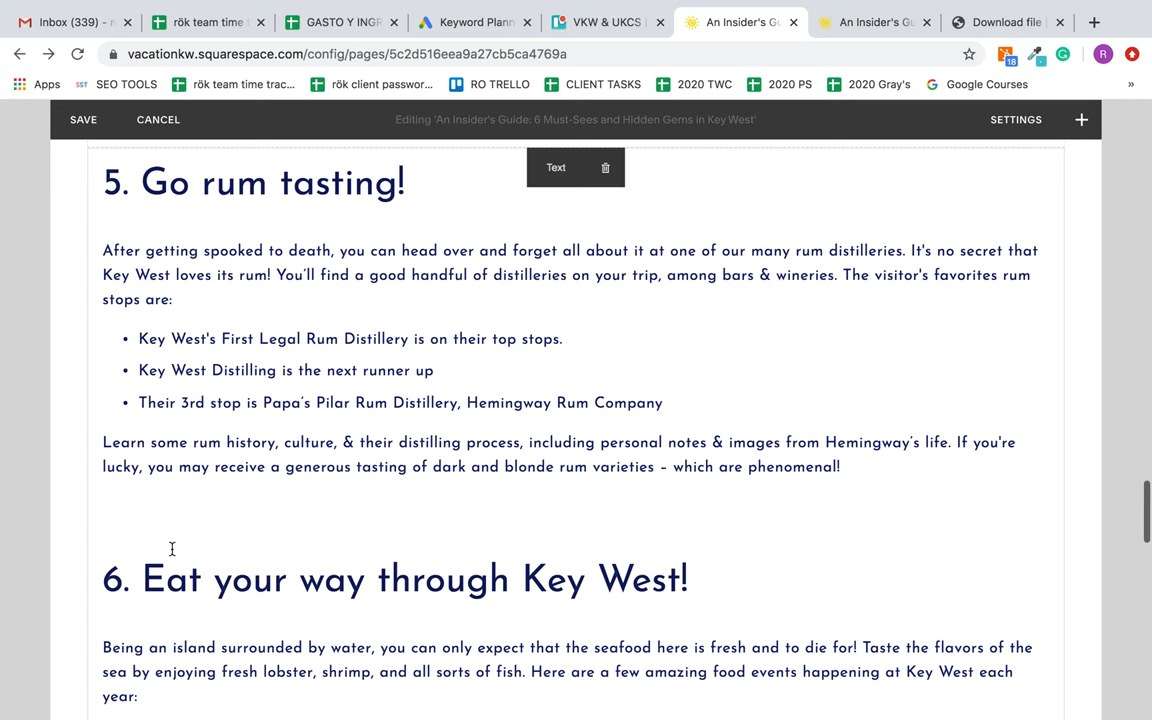 Inbox (339) - r
rök team time
GASTO Y INGR
Keyword Plann
VKW & UKCS |
An Insider's Gu
An Insider's Gu
Download file |
vacationkw.squarespace.com/config/pages/5c2d516eea9a27cb5ca4769a
18
R
Apps
SST
SEO TOOLS
rök team time trac...
rök client passwor...
RO TRELLO
CLIENT TASKS
2020 TWC
2020 PS
2020 Gray's
Google Courses
»
SAVE
CANCEL
Editing 'An Insider's Guide: 6 Must-Sees and Hidden Gems in Key West'
SETTINGS
Text
5. Go rum tasting!
After getting spooked to death, you can head over and forget all about it at one of our many rum distilleries. It's no secret that
Key West loves its rum! You'll find a good handful of distilleries on your trip, among bars & wineries. The visitor's favorites rum
stops are:
• Key West's First Legal Rum Distillery is on their top stops.
• Key West Distilling is the next runner up
• Their 3rd stop is Papa's Pilar Rum Distillery, Hemingway Rum Company
Learn some rum history, culture, & their distilling process, including personal notes & images from Hemingway's life. If you're
lucky, you may receive a generous tasting of dark and blonde rum varieties – which are phenomenal!
6. Eat your way through Key West!
Being an island surrounded by water, you can only expect that the seafood here is fresh and to die for! Taste the flavors of the
sea by enjoying fresh lobster, shrimp, and all sorts of fish. Here are a few amazing food events happening at Key West each
year: